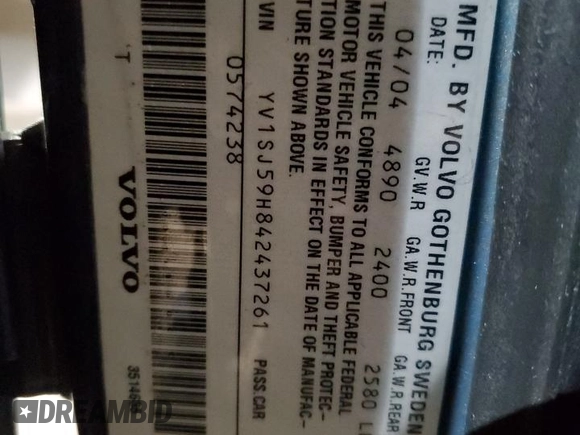 MFD. BY VOLVO GOTHENBURG SWEDEN
DATE: GV.W.R GA.W.R.FRONT GA.W.R.REAR
04/04 4890 2400 2580
THIS VEHICLE CONFORMS TO ALL APPLICABLE FEDERAL
MOTOR VEHICLE SAFETY, BUMPER AND THEFT PROTEC-
TION STANDARDS IN EFFECT ON THE DATE OF MANUFAC-
TURE SHOWN ABOVE.
VIN YV1SJ59H842437261 PASS.CAR
0574238
T VOLVO
DREAMBID